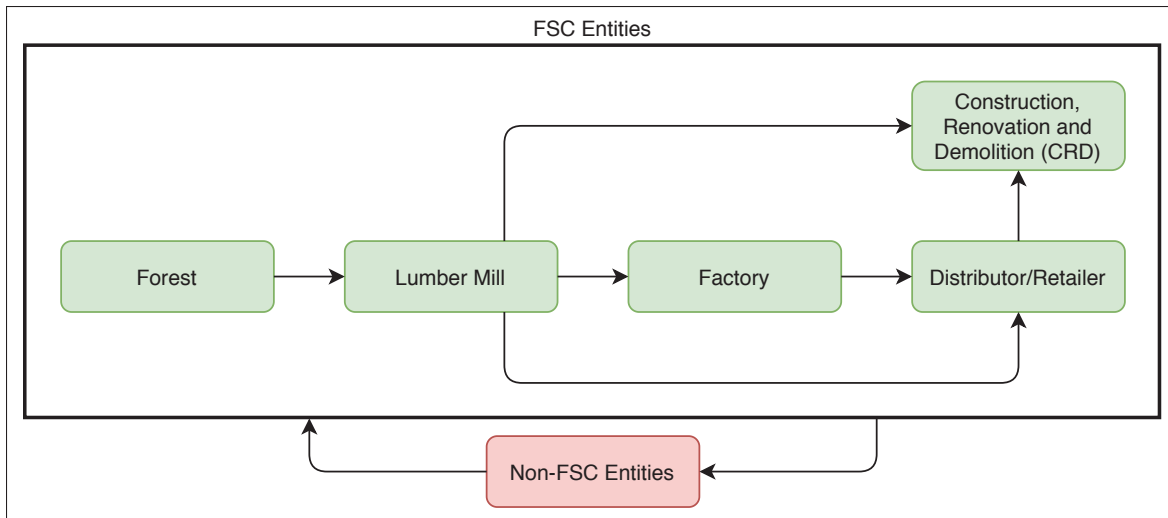 FSC Entities
Construction,
Renovation and
Demolition (CRD)
Forest
Lumber Mill
Factory
Distributor/Retailer
Non-FSC Entities